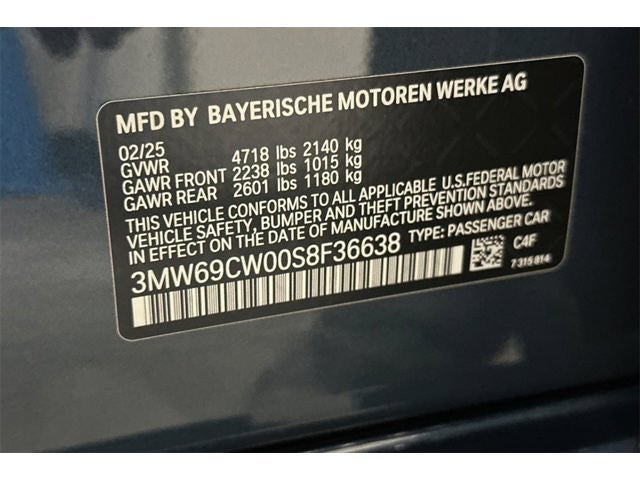 MFD BY BAYERISCHE MOTOREN WERKE AG
02/25
GVWR 4718 lbs 2140 kg
GAWR FRONT 2238 lbs 1015 kg
GAWR REAR 2601 lbs 1180 kg
THIS VEHICLE CONFORMS TO ALL APPLICABLE U.S.FEDERAL MOTOR
VEHICLE SAFETY, BUMPER AND THEFT PREVENTION STANDARDS
IN EFFECT ON THE DATE OF MANUFACTURE SHOWN ABOVE.
3MW69CW00S8F36638 TYPE: PASSENGER CAR
C4F
7 315 814